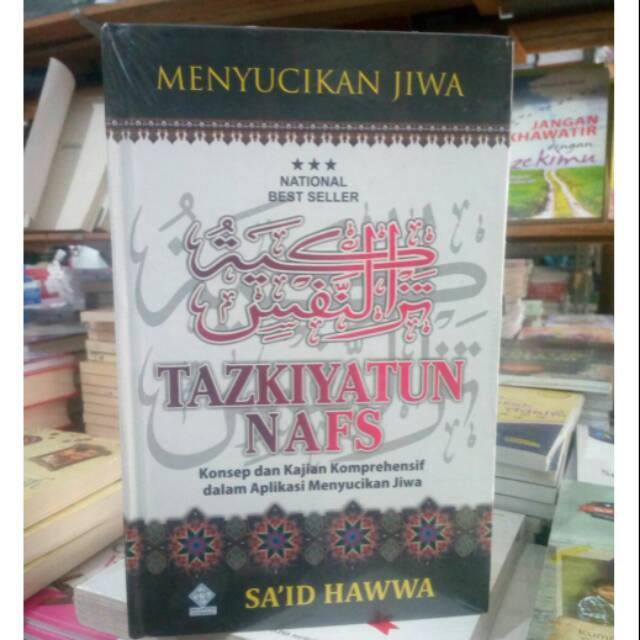 MENYUCIKAN JIWA
NATIONAL
BEST SELLER
تزكية النفس
TAZKIYATUN
NAFS
Konsep dan Kajian Komprehensif
dalam Aplikasi Menyucikan Jiwa
SA'ID HAWWA
JANGAN
KHAWATIR
dengan